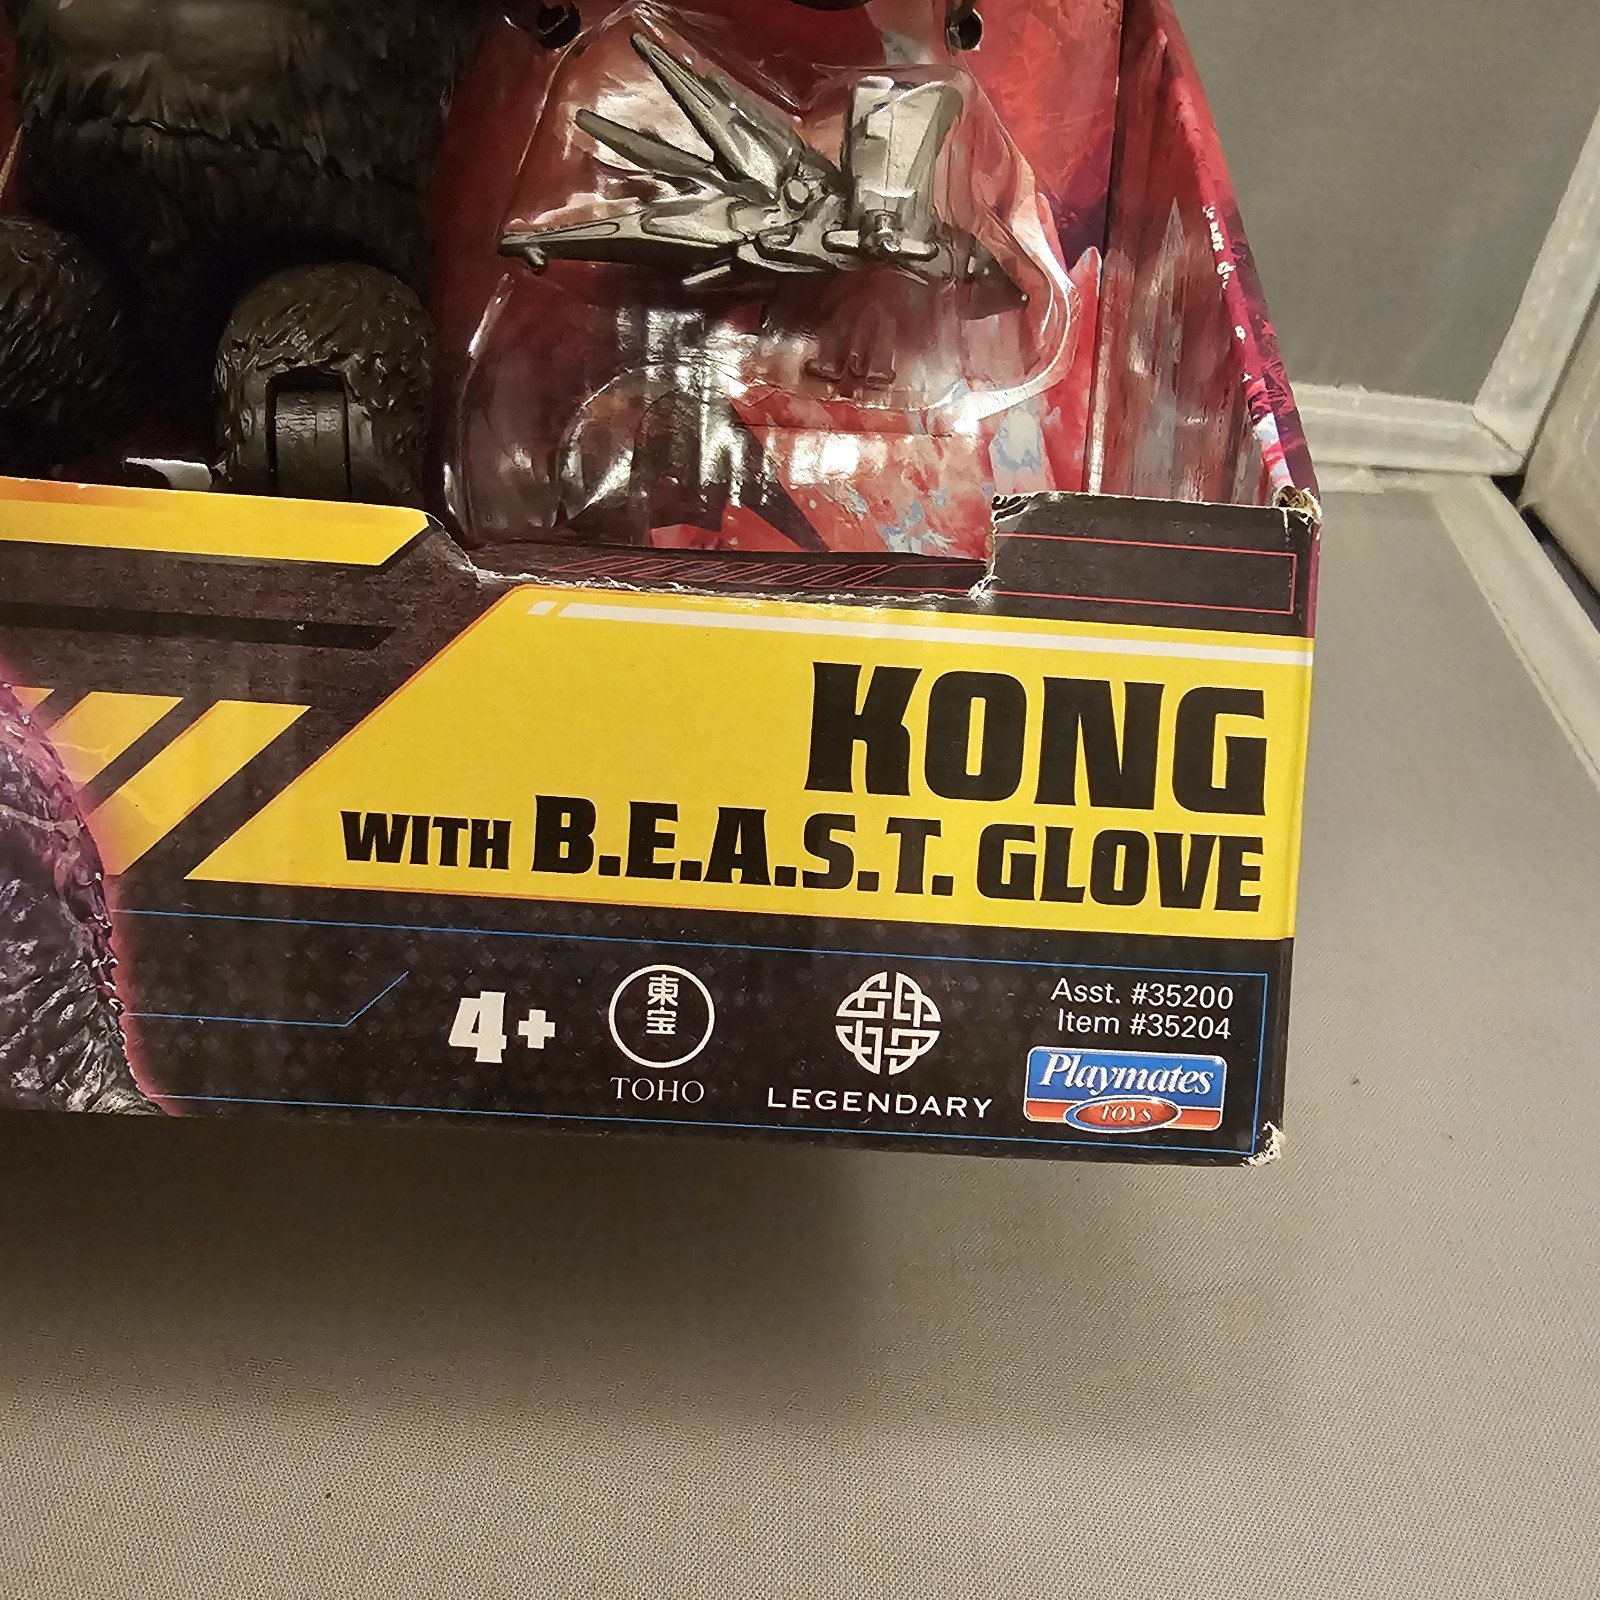 KONG
WITH B.E.A.S.T. GLOVE
4+
東
宝
TOHO
LEGENDARY
Asst. #35200
Item #35204
Playmates
TOYS